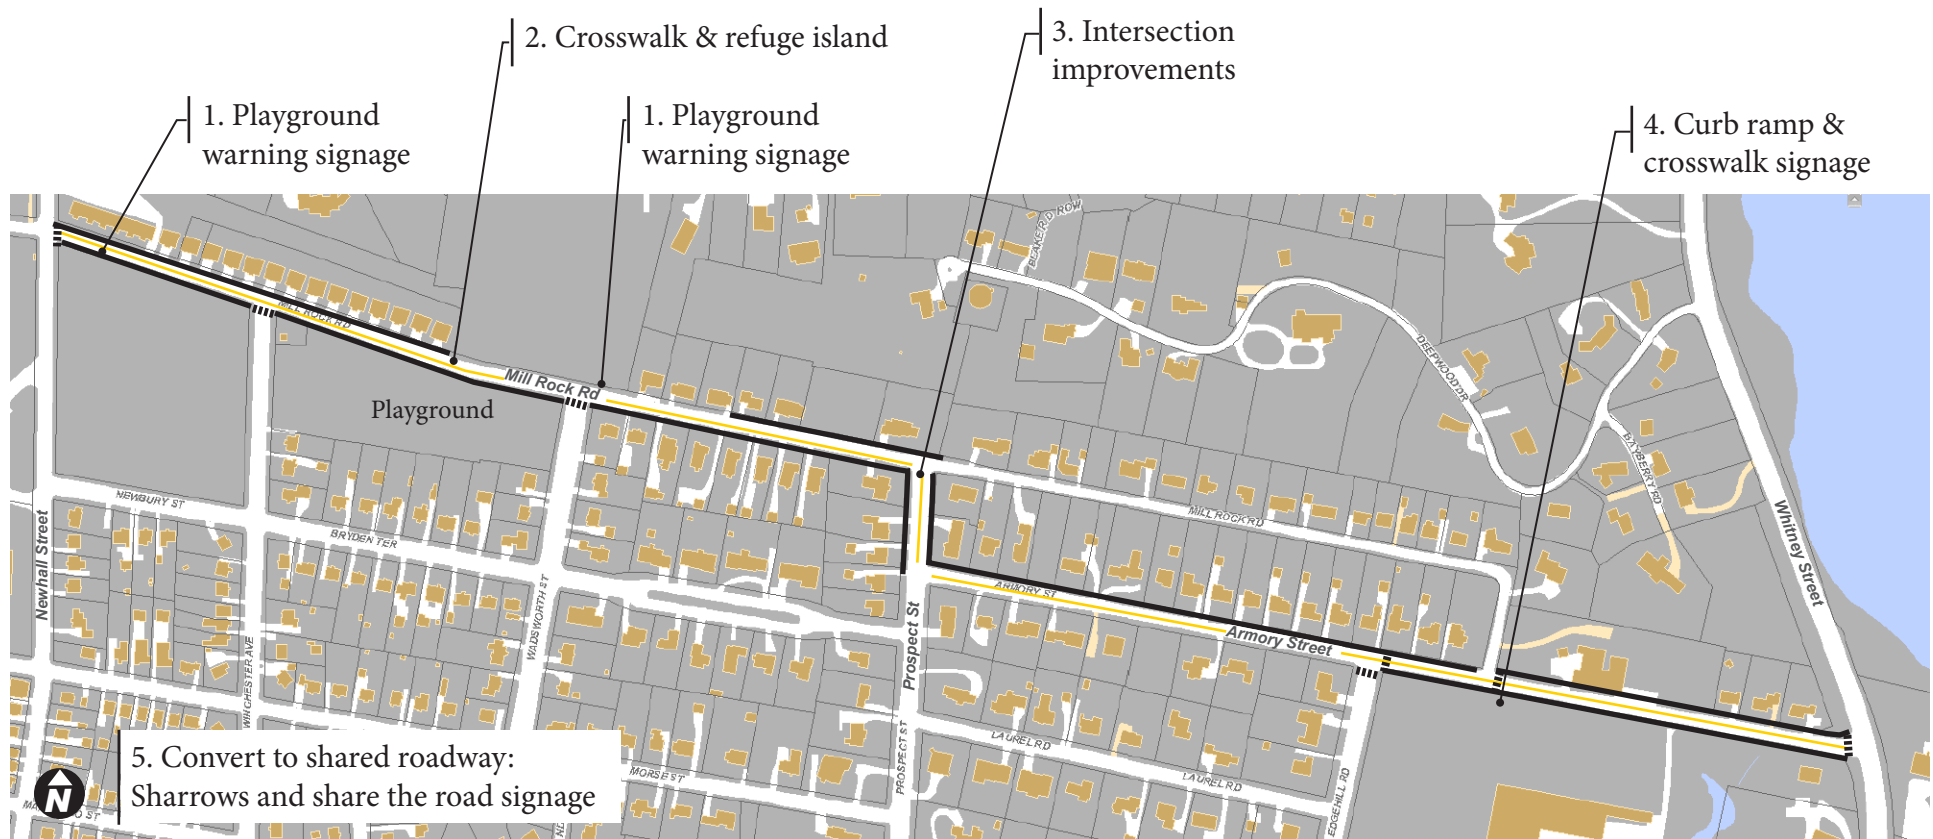 2. Crosswalk & refuge island
3. Intersection
improvements
1. Playground
warning signage
1. Playground
warning signage
4. Curb ramp &
crosswalk signage
BEAKERD ROW
MILL ROCK RD
DEEPWOOD DR
Mill Rock Rd
Playground
BAYBERRY RD
NEWBURY ST
MILL ROCK RD
Whitney Street
Newhall Street
BRYDEN TER
WADSWORTH ST
ARMORY ST
Armory Street
Prospect St
WINCHESTER AVE
PROSPECT ST
LAUREL RD
LAUREL RD
MORSE ST
EDGEHILL RD
5. Convert to shared roadway:
Sharrows and share the road signage
N